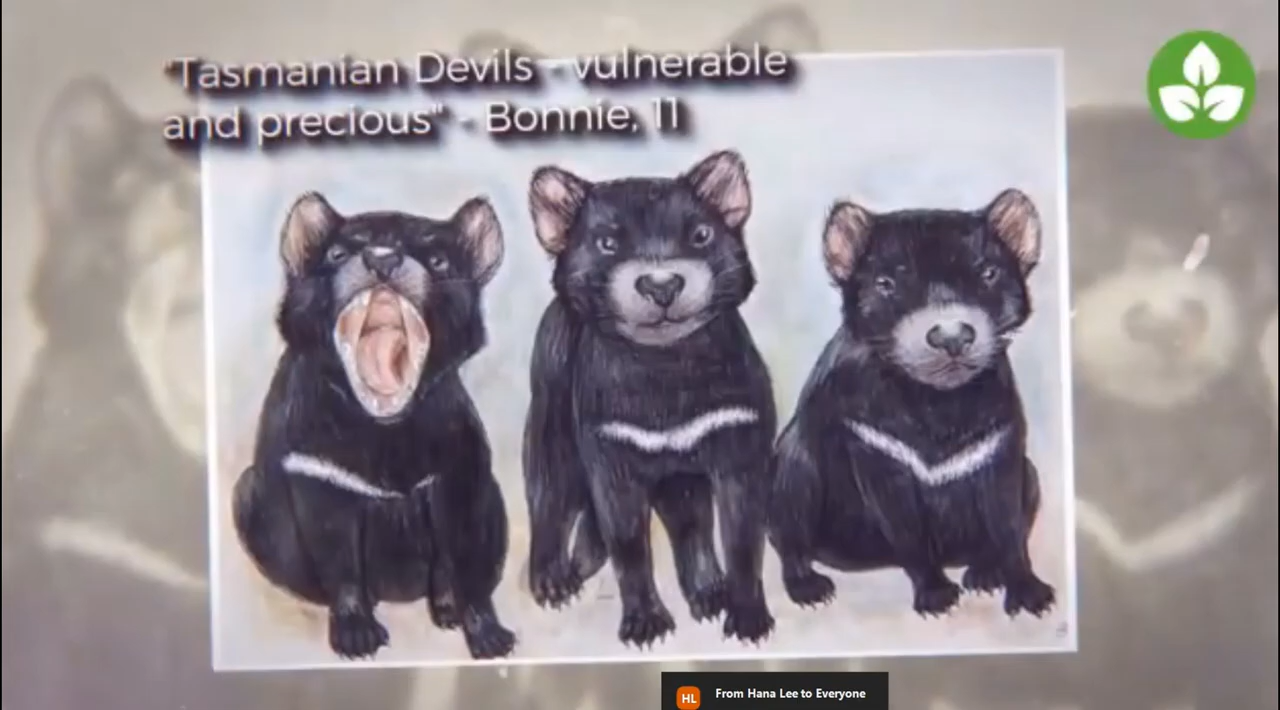 "Tasmanian Devils - vulnerable
and precious" - Bonnie, 11
HL
From Hana Lee to Everyone